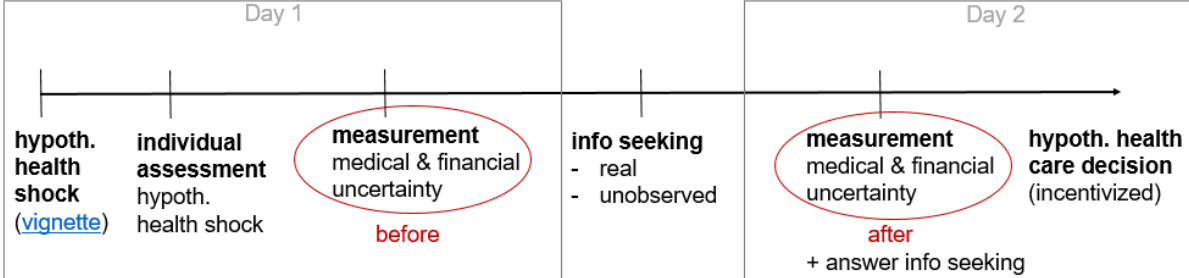 Day 1
Day 2
hypoth.
health
shock
(vignette)
individual
assessment
hypoth.
health shock
measurement
medical & financial
uncertainty
before
info seeking
- real
- unobserved
measurement
medical & financial
uncertainty
after
+ answer info seeking
hypoth. health
care decision
(incentivized)